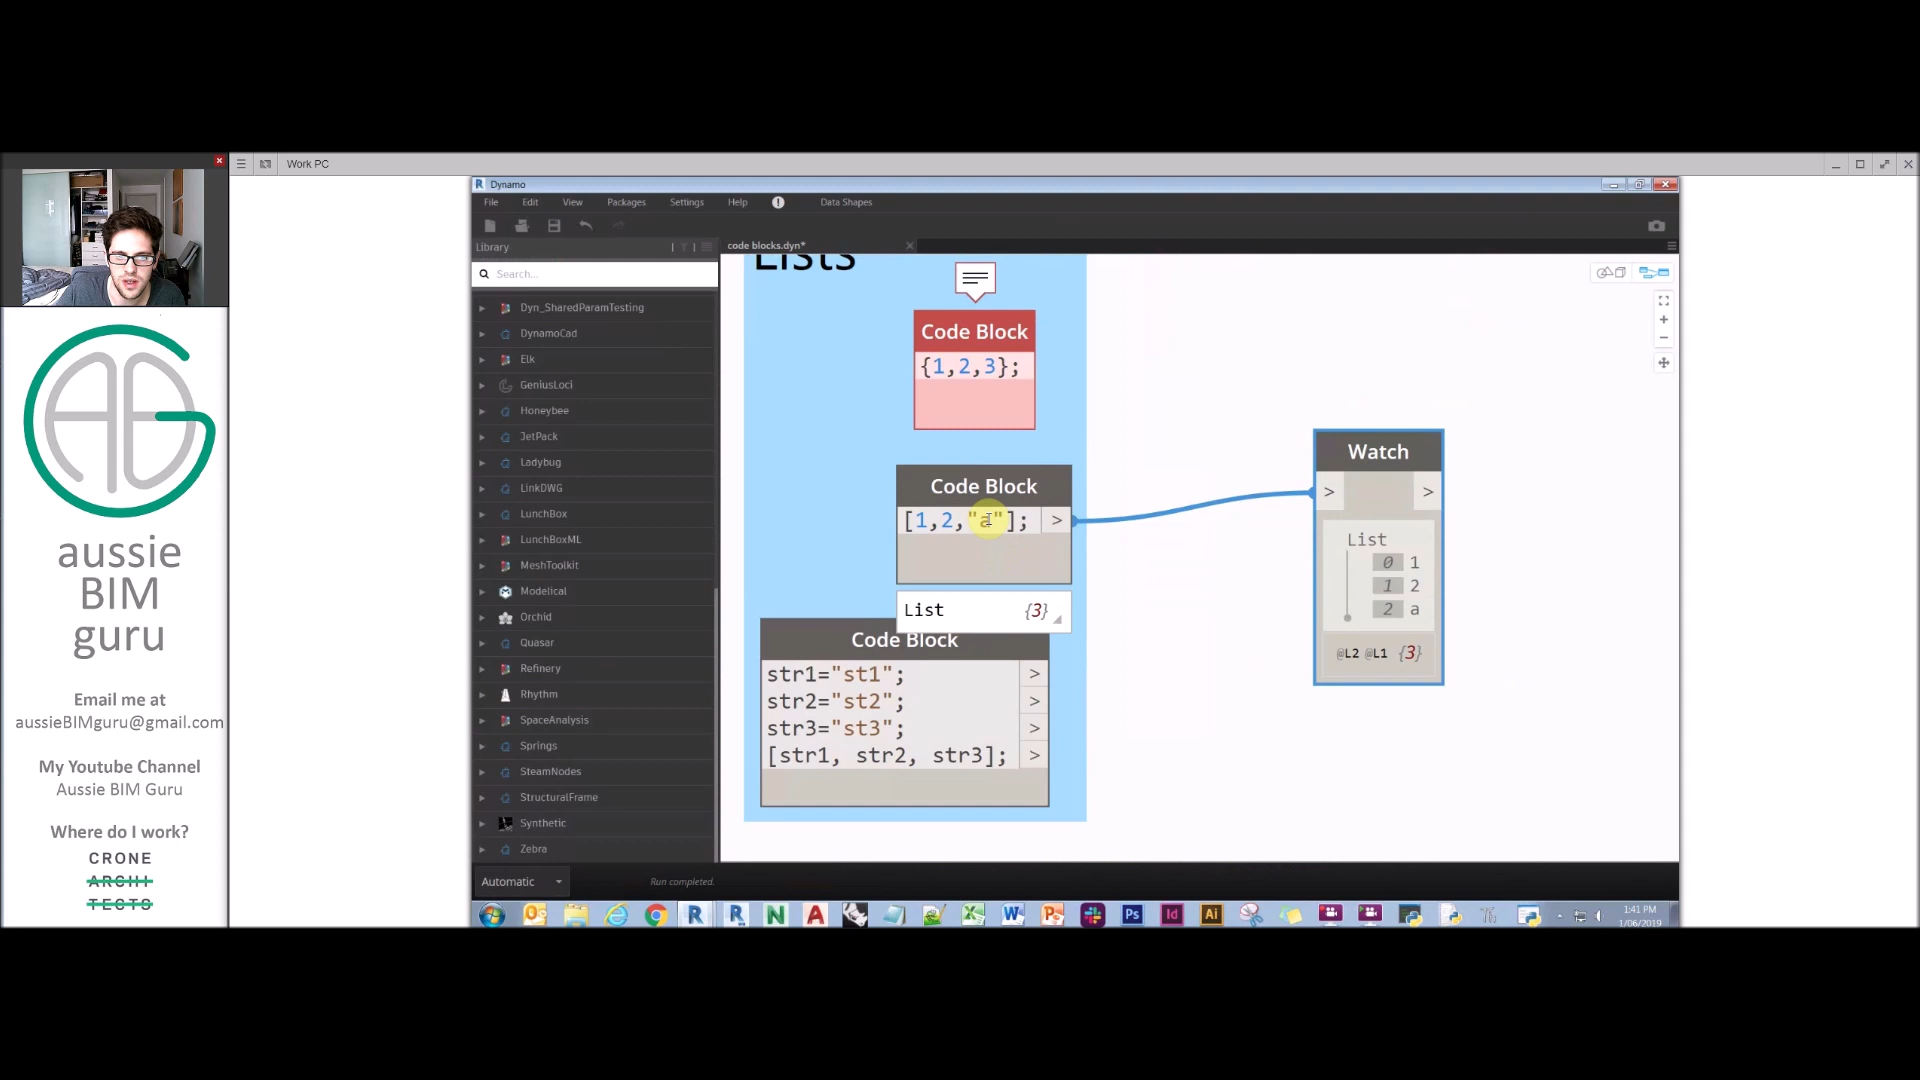 Work PC
Dynamo
File Edit View Packages Settings Help Data Shapes
Library
Search...
Dyn_SharedParamTesting
DynamoCad
Elk
GeniusLoci
Honeybee
JetPack
Ladybug
LinkDWG
LunchBox
LunchBoxML
MeshToolkit
Modelical
Orchid
Quasar
Refinery
Rhythm
SpaceAnalysis
Springs
SteamNodes
StructuralFrame
Synthetic
Zebra
Automatic
Run completed.
code blocks.dyn*
Lists
Code Block
{1,2,3};
Code Block
[1,2,"a"]; >
List {3}
Code Block
str1="st1"; >
str2="st2"; >
str3="st3"; >
[str1, str2, str3]; >
Watch
> >
List
0 1
1 2
2 a
@L2 @L1 {3}
AG
aussie
BIM
guru
Email me at
aussieBIMguru@gmail.com
My Youtube Channel
Aussie BIM Guru
Where do I work?
CRONE
ARCHI
TECTS
1:41 PM
1/06/2019